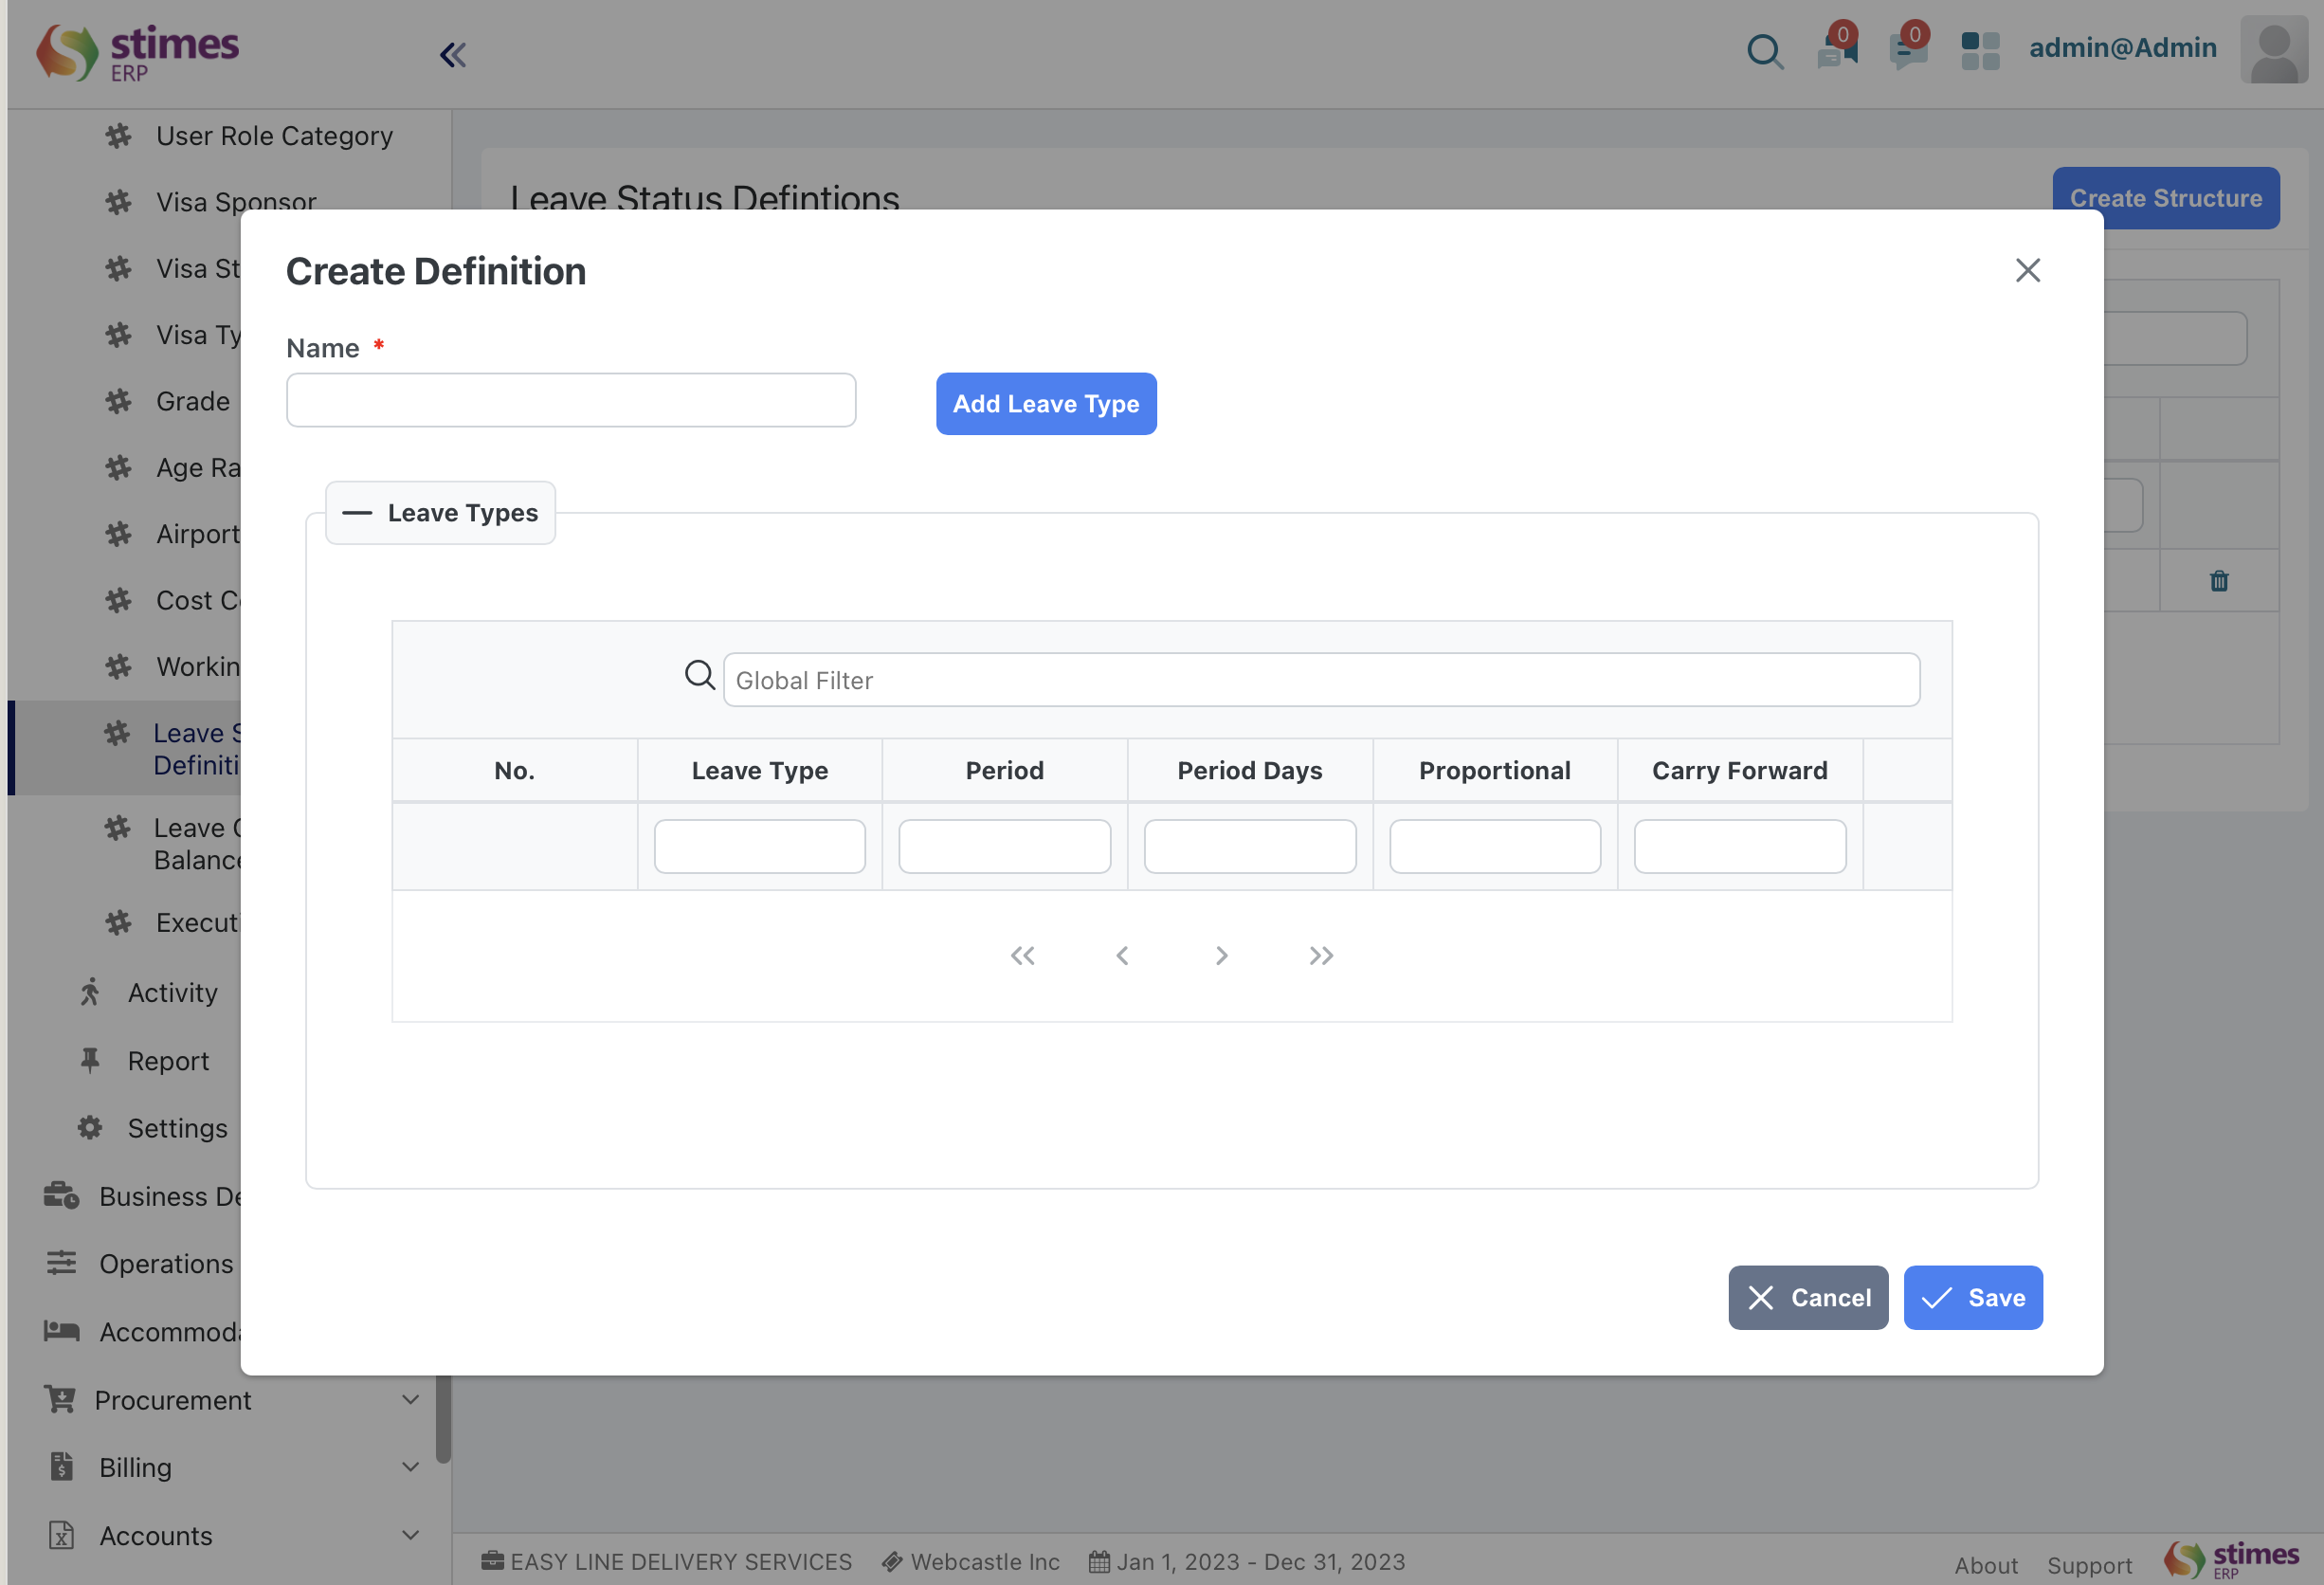 stimes
ERP
0
0
admin@Admin
User Role Category
Visa Sponsor
Visa St
Visa Ty
Grade
Age Ra
Airport
Cost C
Workin
Leave S
Definiti
Leave
Balance
Executi
Activity
Report
Settings
Business De
Operations
Accommoda
Procurement
Billing
Accounts
Leave Status Defintions
Create Structure
Create Definition
Name *
Add Leave Type
Leave Types
Global Filter
No. Leave Type Period Period Days Proportional Carry Forward
Cancel Save
EASY LINE DELIVERY SERVICES Webcastle Inc Jan 1, 2023 - Dec 31, 2023
About Support
stimes
ERP